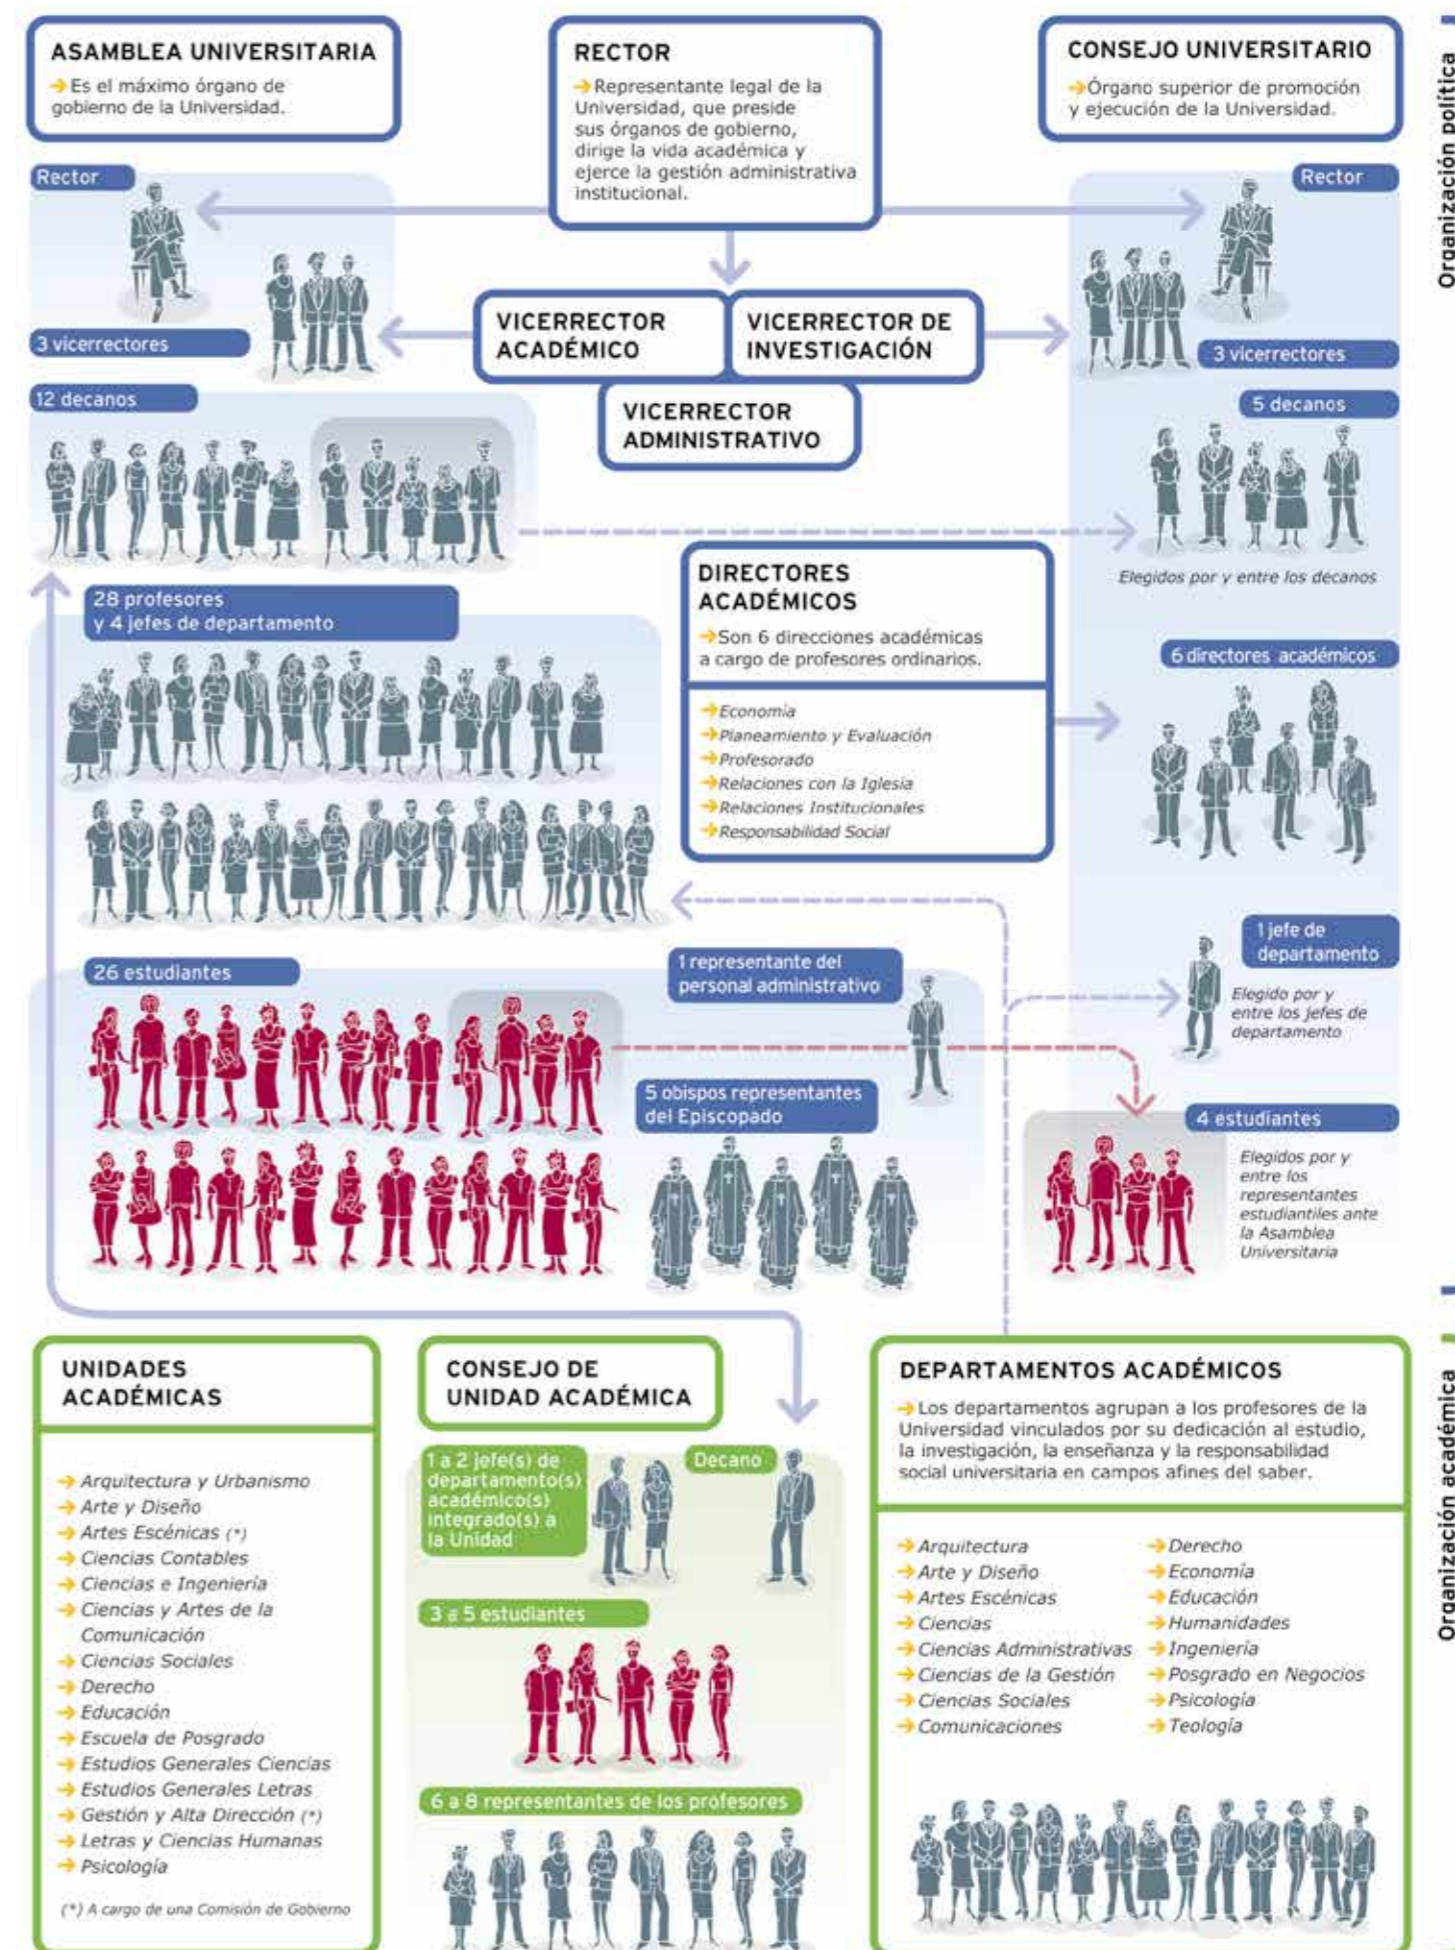 ASAMBLEA UNIVERSITARIA
➔Es el máximo órgano de
gobierno de la Universidad.
RECTOR
➔Representante legal de la
Universidad, que preside
sus órganos de gobierno,
dirige la vida académica y
ejerce la gestión administrativa
institucional.
CONSEJO UNIVERSITARIO
➔Órgano superior de promoción
y ejecución de la Universidad.
Organización política
Rector
3 vicerrectores
VICERRECTOR
ACADÉMICO
VICERRECTOR DE
INVESTIGACIÓN
VICERRECTOR
ADMINISTRATIVO
Rector
3 vicerrectores
12 decanos
5 decanos
Elegidos por y entre los decanos
28 profesores
y 4 jefes de departamento
DIRECTORES
ACADÉMICOS
➔Son 6 direcciones académicas
a cargo de profesores ordinarios.
➔Economía
➔Planeamiento y Evaluación
➔Profesorado
➔Relaciones con la Iglesia
➔Relaciones Institucionales
➔Responsabilidad Social
6 directores académicos
1 jefe de
departamento
Elegido por y
entre los jefes de
departamento
26 estudiantes
1 representante del
personal administrativo
5 obispos representantes
del Episcopado
4 estudiantes
Elegidos por y
entre los
representantes
estudiantiles ante
la Asamblea
Universitaria
Organización académica
UNIDADES
ACADÉMICAS
➔ Arquitectura y Urbanismo
➔ Arte y Diseño
➔ Artes Escénicas (*)
➔ Ciencias Contables
➔ Ciencias e Ingeniería
➔ Ciencias y Artes de la
Comunicación
➔ Ciencias Sociales
➔ Derecho
➔ Educación
➔ Escuela de Posgrado
➔ Estudios Generales Ciencias
➔ Estudios Generales Letras
➔ Gestión y Alta Dirección (*)
➔ Letras y Ciencias Humanas
➔ Psicología
(*) A cargo de una Comisión de Gobierno
CONSEJO DE
UNIDAD ACADÉMICA
1 a 2 jefe(s) de
departamento(s)
académico(s)
integrado(s) a
la Unidad
Decano
3 a 5 estudiantes
6 a 8 representantes de los profesores
DEPARTAMENTOS ACADÉMICOS
➔Los departamentos agrupan a los profesores de la
Universidad vinculados por su dedicación al estudio,
la investigación, la enseñanza y la responsabilidad
social universitaria en campos afines del saber.
➔Arquitectura
➔Arte y Diseño
➔Artes Escénicas
➔Ciencias
➔Ciencias Administrativas
➔Ciencias de la Gestión
➔Ciencias Sociales
➔Comunicaciones
➔Derecho
➔Economía
➔Educación
➔Humanidades
➔Ingeniería
➔Posgrado en Negocios
➔Psicología
➔Teología